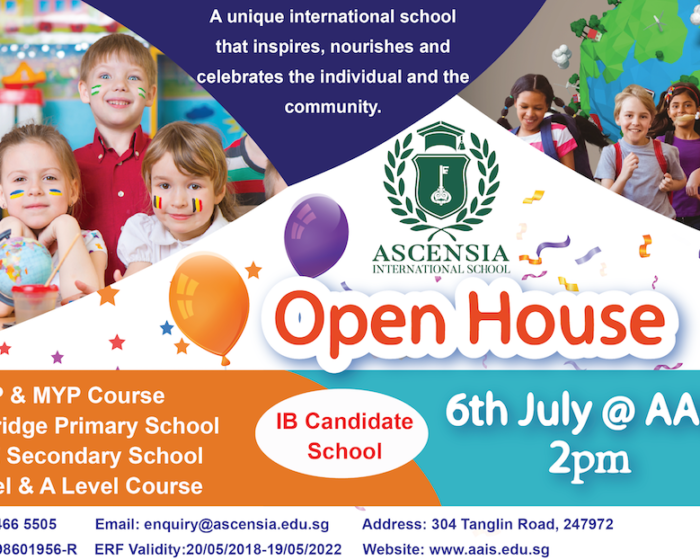 A unique international school
that inspires, nourishes and
celebrates the individual and the
community.
ASCENSIA
INTERNATIONAL SCHOOL
Open House
P & MYP Course
ridge Primary School
Secondary School
el & A Level Course
IB Candidate
School
6th July @ AA
2pm
466 5505 Email: enquiry@ascensia.edu.sg Address: 304 Tanglin Road, 247972
98601956-R ERF Validity:20/05/2018-19/05/2022 Website: www.aais.edu.sg